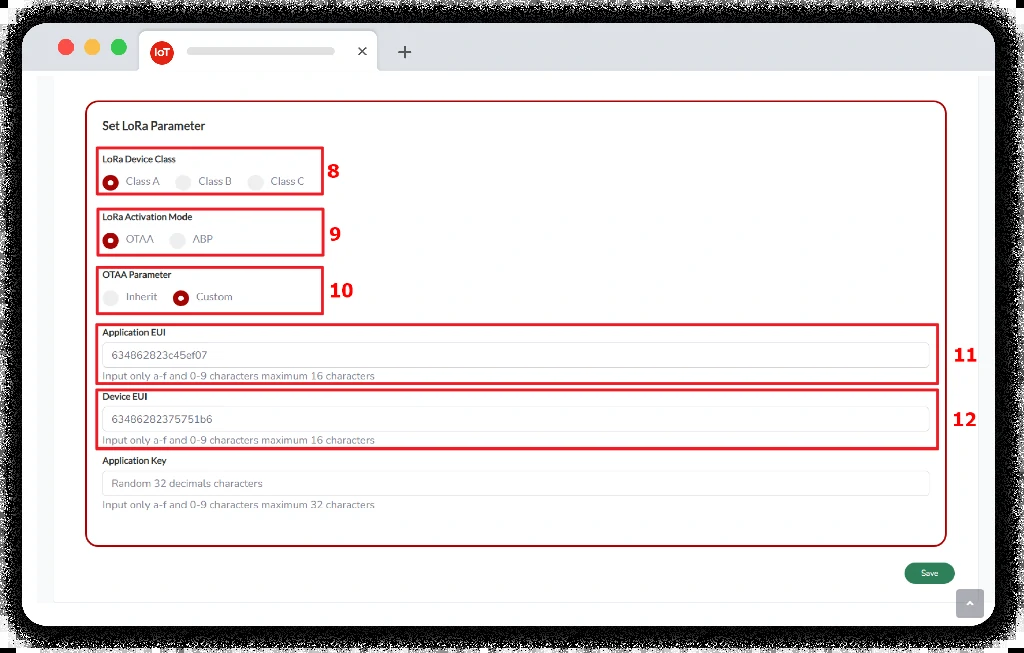 IoT
Set LoRa Parameter
LoRa Device Class
Class A Class B Class C
8
LoRa Activation Mode
OTAA ABP
9
OTAA Parameter
Inherit Custom
10
Application EUI
634862823c45ef07
Input only a-f and 0-9 characters maximum 16 characters
11
Device EUI
63486282375751b6
Input only a-f and 0-9 characters maximum 16 characters
12
Application Key
Random 32 decimals characters
Input only a-f and 0-9 characters maximum 32 characters
Save